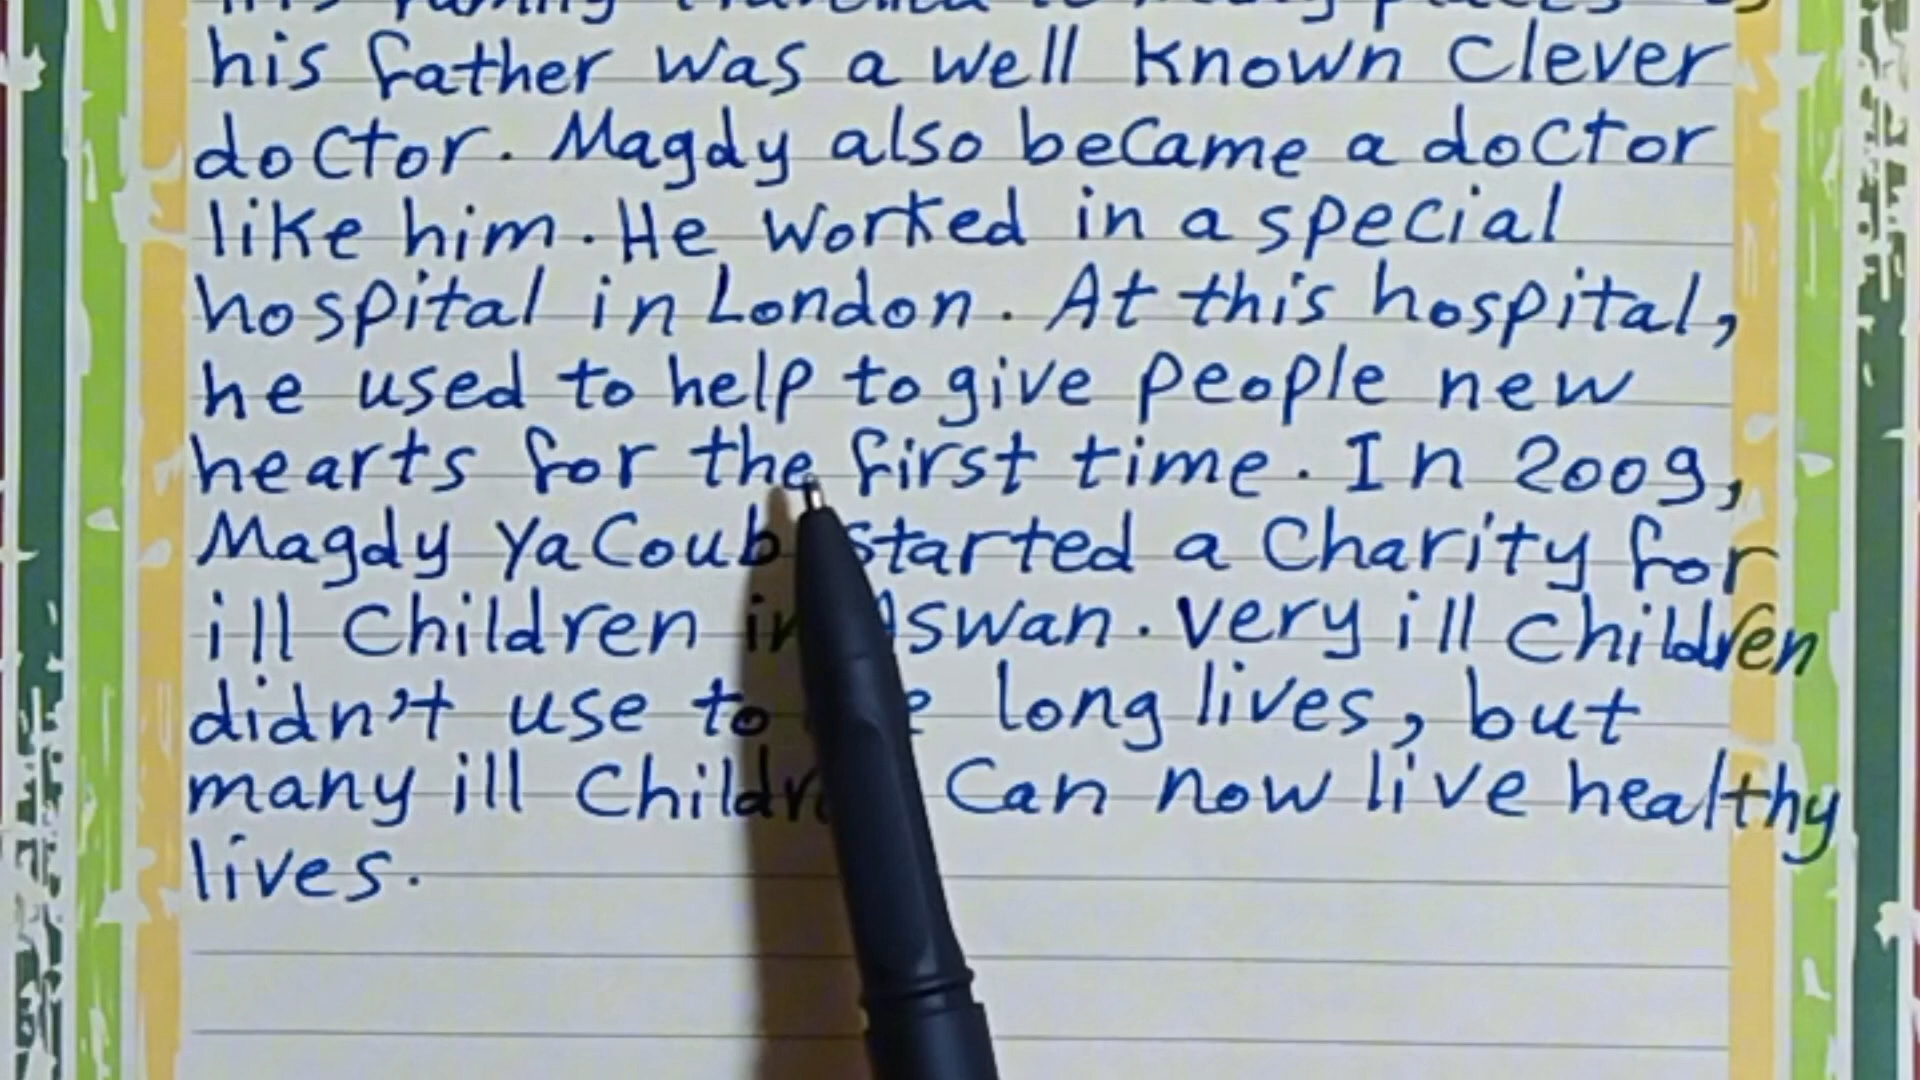 his father was a well known Clever
doctor. Magdy also became a doctor
like him. He worked in a special
hospital in London. At this hospital,
he used to help to give people new
hearts for the first time. In 2009,
Magdy Yacoub started a Charity for
ill Children in Aswan. Very ill children
didn't use to long lives, but
many ill Children Can now live healthy
lives.